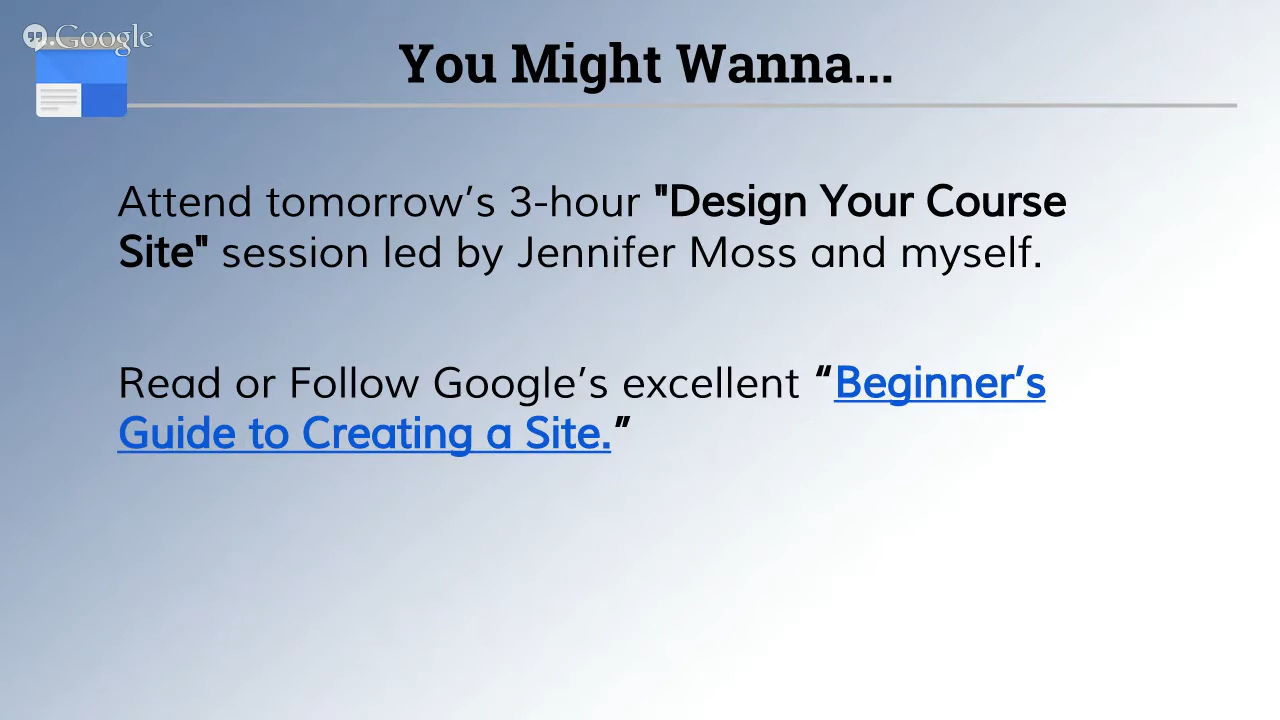 Google
You Might Wanna...
Attend tomorrow’s 3-hour "Design Your Course
Site" session led by Jennifer Moss and myself.
Read or Follow Google’s excellent “Beginner’s
Guide to Creating a Site.”